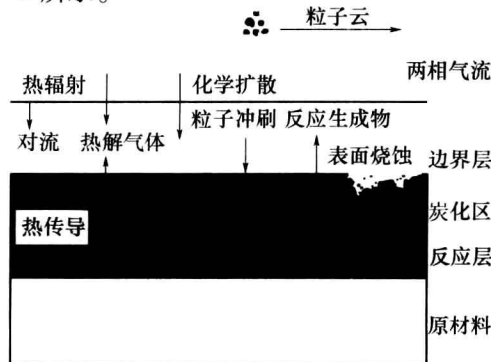 所示。
粒子云
两相气流
热辐射 化学扩散
粒子冲刷 反应生成物
对流 热解气体
表面烧蚀 边界层
炭化区
热传导
反应层
原材料